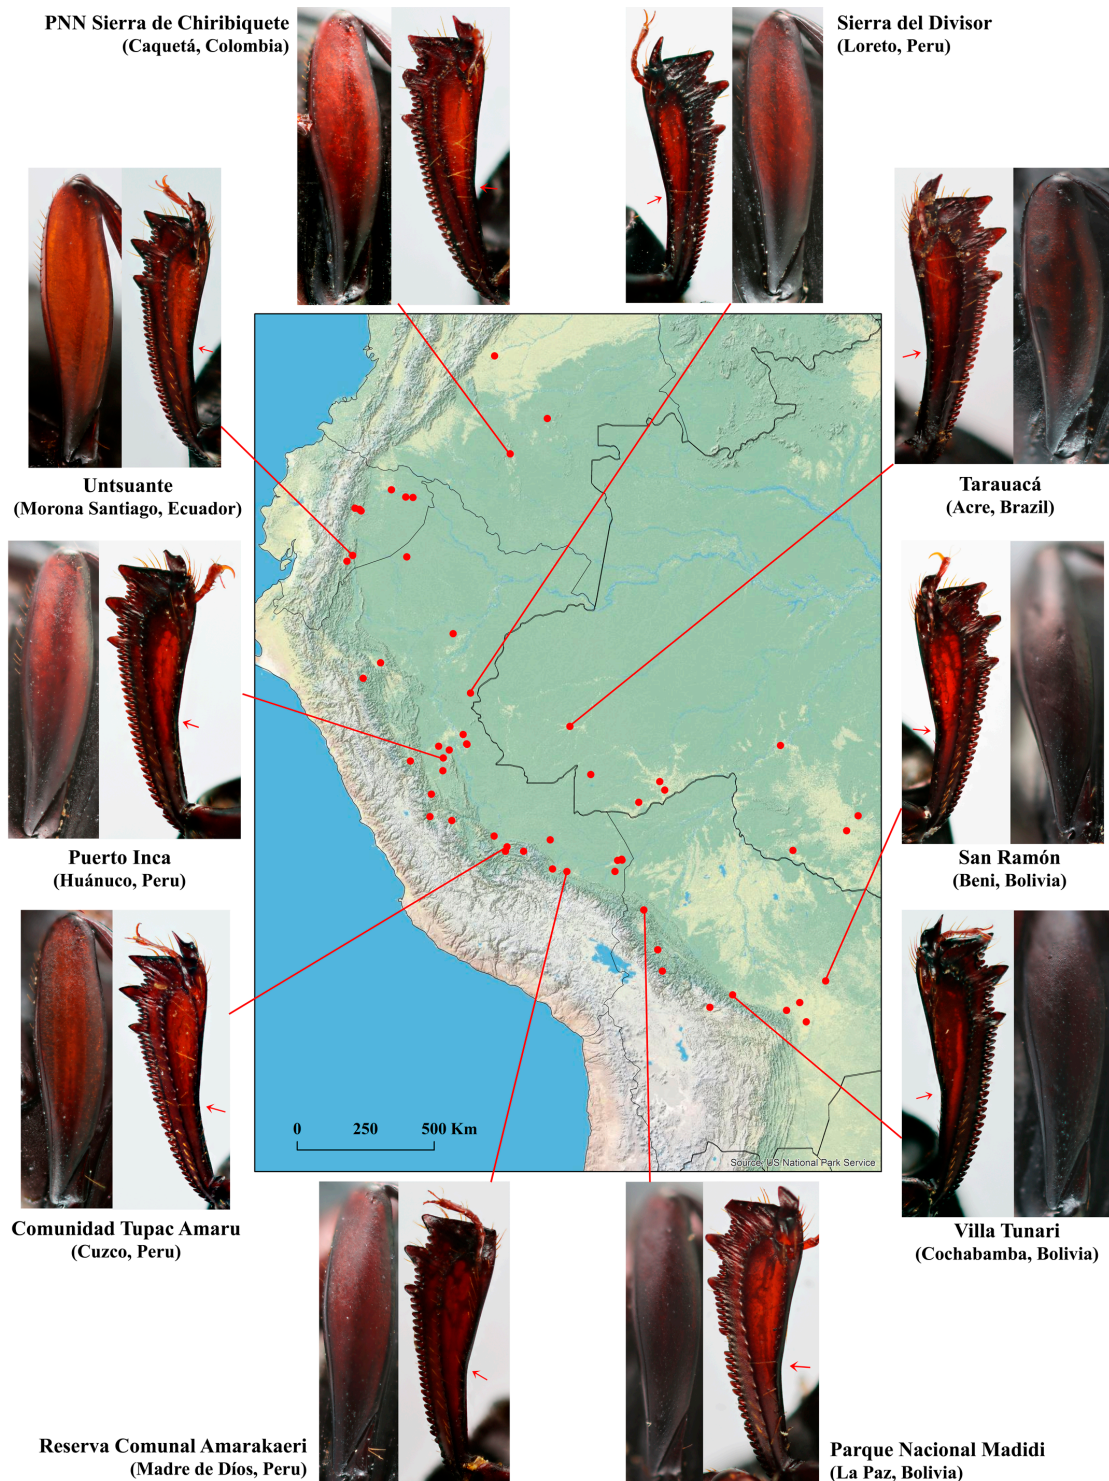 PNN Sierra de Chiribiquete
(Caquetá, Colombia)
Sierra del Divisor
(Loreto, Peru)
Untsuante
(Morona Santiago, Ecuador)
Tarauacá
(Acre, Brazil)
Puerto Inca
(Huánuco, Peru)
San Ramón
(Beni, Bolivia)
Comunidad Tupac Amaru
(Cuzco, Peru)
Villa Tunari
(Cochabamba, Bolivia)
0 250 500 Km
Source: US National Park Service
Reserva Comunal Amarakaeri
(Madre de Díos, Peru)
Parque Nacional Madidi
(La Paz, Bolivia)